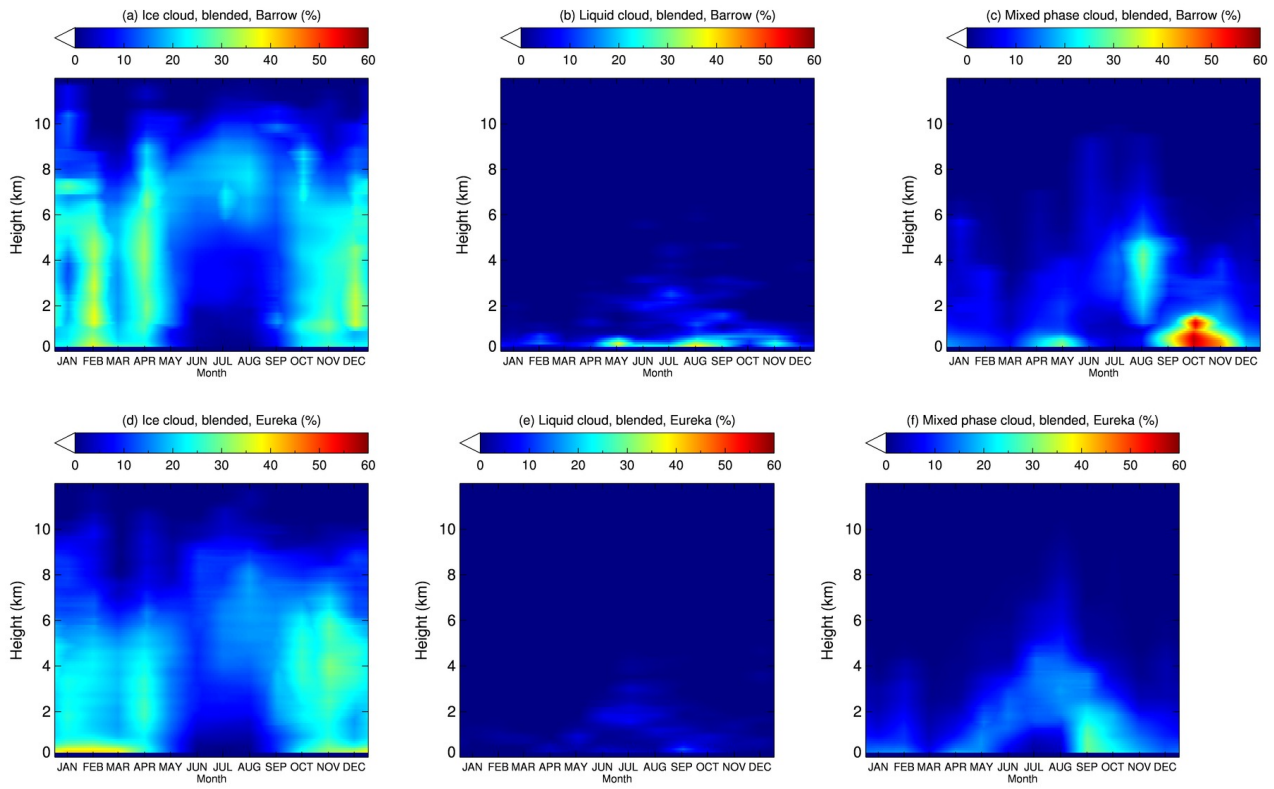 (a) Ice cloud, blended, Barrow (%)
0 10 20 30 40 50 60
Height (km)
10
8
6
4
2
0
JAN FEB MAR APR MAY JUN JUL AUG SEP OCT NOV DEC
Month
(b) Liquid cloud, blended, Barrow (%)
0 10 20 30 40 50 60
Height (km)
10
8
6
4
2
0
JAN FEB MAR APR MAY JUN JUL AUG SEP OCT NOV DEC
Month
(c) Mixed phase cloud, blended, Barrow (%)
0 10 20 30 40 50 60
Height (km)
10
8
6
4
2
0
JAN FEB MAR APR MAY JUN JUL AUG SEP OCT NOV DEC
Month
(d) Ice cloud, blended, Eureka (%)
0 10 20 30 40 50 60
Height (km)
10
8
6
4
2
0
JAN FEB MAR APR MAY JUN JUL AUG SEP OCT NOV DEC
Month
(e) Liquid cloud, blended, Eureka (%)
0 10 20 30 40 50 60
Height (km)
10
8
6
4
2
0
JAN FEB MAR APR MAY JUN JUL AUG SEP OCT NOV DEC
Month
(f) Mixed phase cloud, blended, Eureka (%)
0 10 20 30 40 50 60
Height (km)
10
8
6
4
2
0
JAN FEB MAR APR MAY JUN JUL AUG SEP OCT NOV DEC
Month